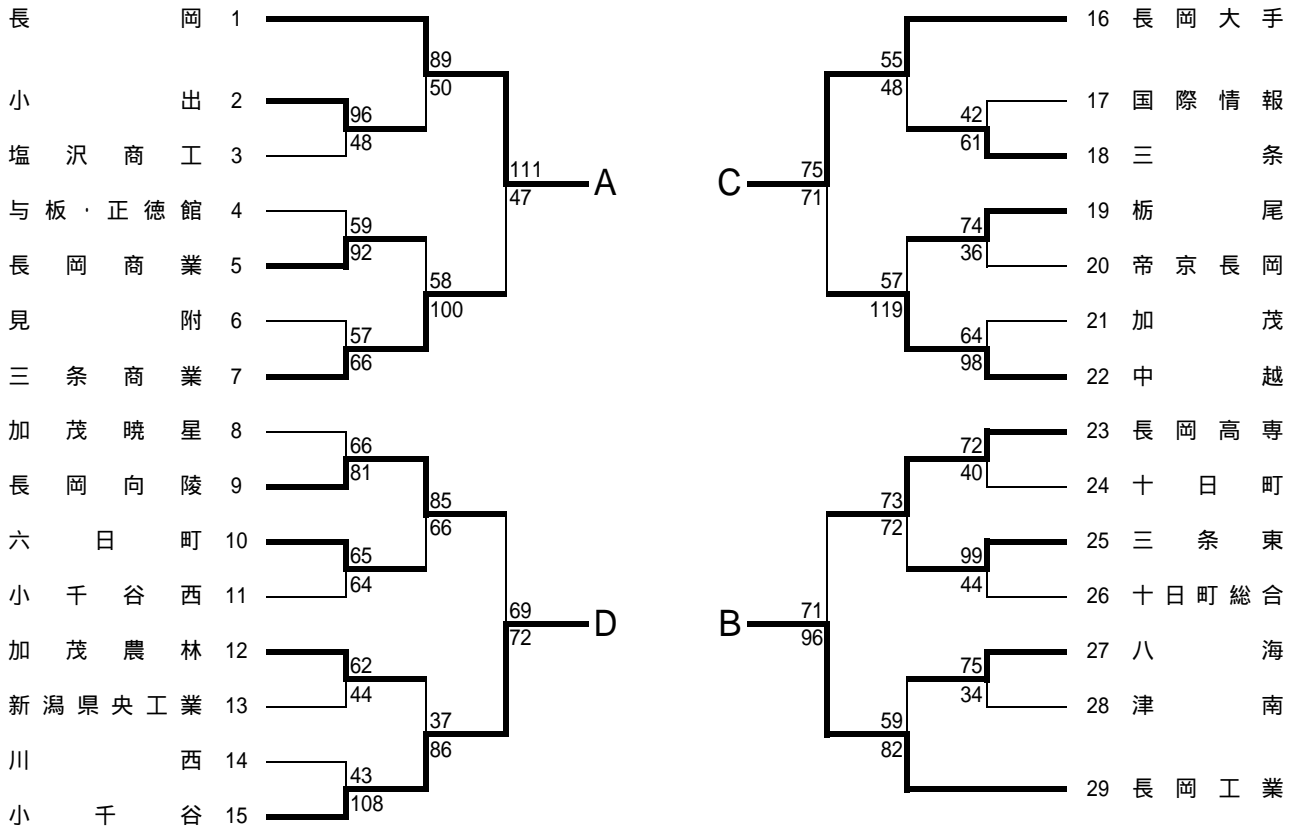 長岡 1
小出 2
塩沢商工 3
与板・正徳館 4
長岡商業 5
見附 6
三条商業 7
加茂暁星 8
長岡向陵 9
六日町 10
小千谷西 11
加茂農林 12
新潟県央工業 13
川西 14
小千谷 15
89
50
96
48
111
47
A
59
92
58
100
57
66
66
81
85
66
65
64
69
72
D
62
44
37
86
43
108
55
48
42
61
C
75
71
74
36
57
119
64
98
72
40
73
72
99
44
B
71
96
75
34
59
82
16 長岡大手
17 国際情報
18 三条
19 栃尾
20 帝京長岡
21 加茂
22 中越
23 長岡高専
24 十日町
25 三条東
26 十日町総合
27 八海
28 津南
29 長岡工業